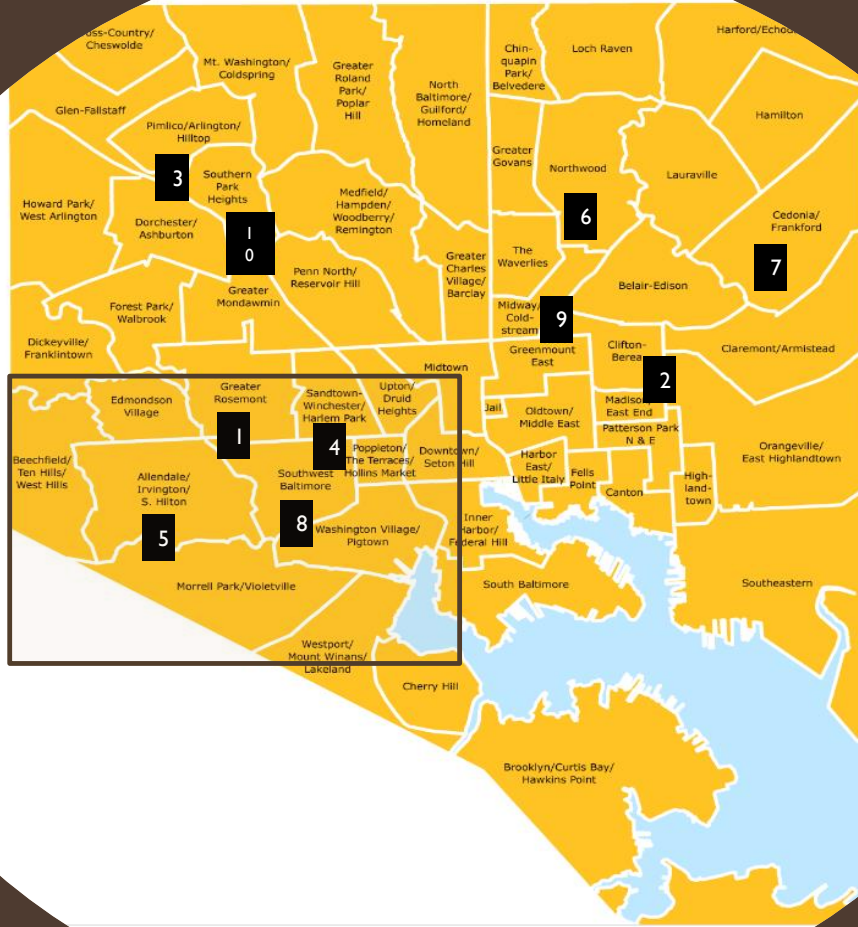 oss-Country/
Cheswolde
Mt. Washington/
Coldspring
Greater
Roland
Park/
Poplar
Hill
North
Baltimore/
Guilford/
Homeland
Chin-
quapin
Park/
Belvedere
Loch Raven
Harford/Echod
Glen-Fallstaff
Pimlico/Arlington/
Hilltop
Hamilton
Greater
Govans
Northwood
Lauraville
3
Southern
Park
Heights
Howard Park/
West Arlington
Dorchester/
Ashburton
Medfield/
Hampden/
Woodberry/
Remington
6
Cedonia/
Frankford
1
0
7
The
Waverlies
Greater
Charles
Village/
Barclay
Penn North/
Reservoir Hill
Greater
Mondawmin
Belair-Edison
Forest Park/
Walbrook
Midway/
Cold-
stream
9
Dickeyville/
Franklintown
Greenmount
East
Clifton-
Berea
Claremont/Armistead
Midtown
2
Edmondson
Village
Greater
Rosemont
Sandtown-
Winchester/
Harlem Park
Upton/
Druid
Heights
Jail
Oldtown/
Middle East
Madison/
East End
Patterson Park
N & E
1
4
Poppleton/
The Terraces/
Hollins Market
Downtown/
Seton Hill
Orangeville/
East Highlandtown
Beechfield/
Ten Hills/
West Hills
Allendale/
Irvington/
S. Hilton
Southwest
Baltimore
Harbor
East/
Little Italy
Fells
Point
Canton
High-
land-
town
5
8
Washington Village/
Pigtown
Inner
Harbor/
Federal Hill
Morrell Park/Violetville
South Baltimore
Southeastern
Westport/
Mount Winans/
Lakeland
Cherry Hill
Brooklyn/Curtis Bay/
Hawkins Point